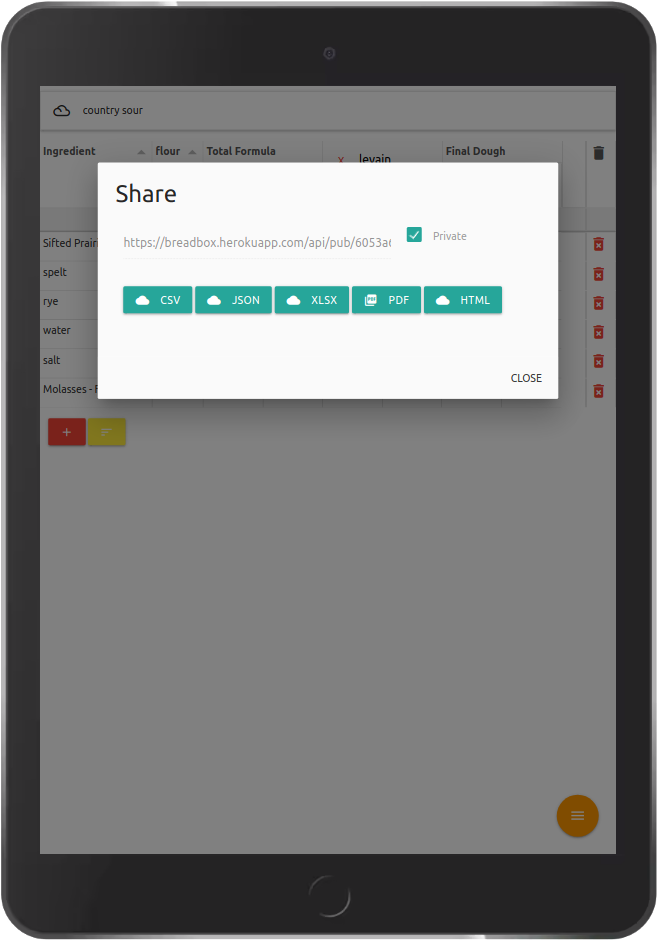 country sour
Ingredient flour Total Formula X levain Final Dough
Share
https://breadbox.herokuapp.com/api/pub/6053a
Private
Sifted Prair
spelt
rye
water
salt
Molasses -
CSV JSON XLSX PDF HTML
CLOSE